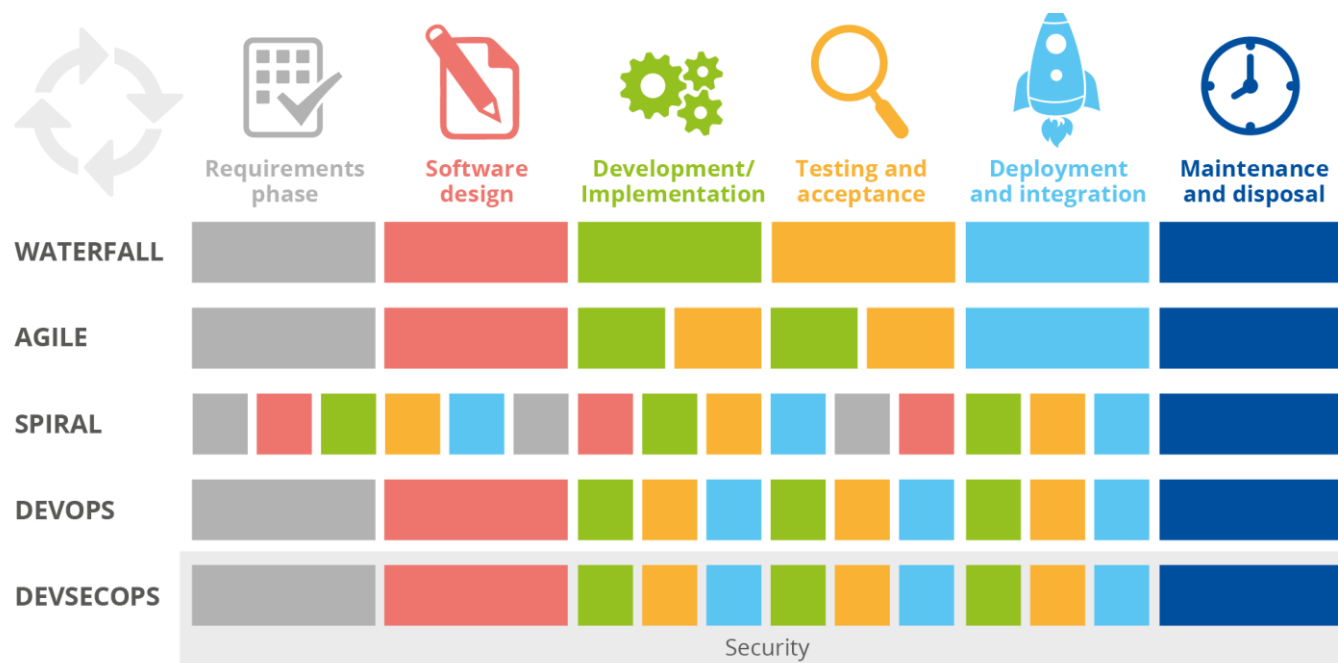 Requirements
phase
Software
design
Development/
Implementation
Testing and
acceptance
Deployment
and integration
Maintenance
and disposal
WATERFALL
AGILE
SPIRAL
DEVOPS
DEVSECOPS
Security